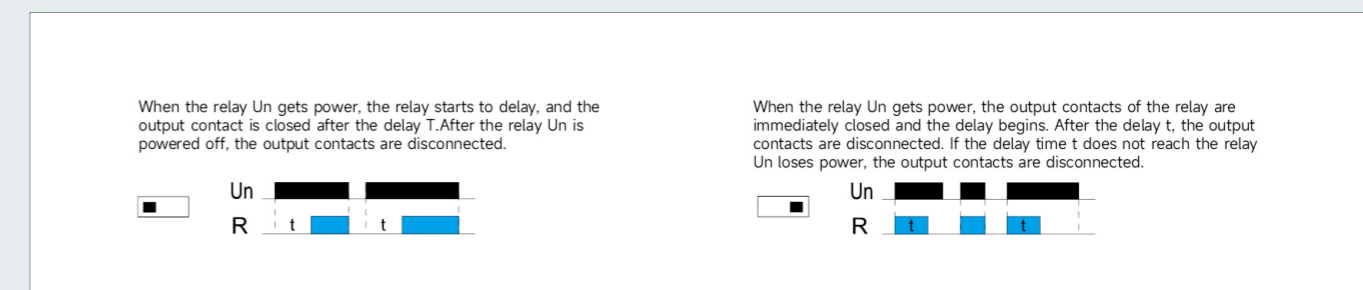 When the relay Un gets power, the relay starts to delay, and the
output contact is closed after the delay T.After the relay Un is
powered off, the output contacts are disconnected.
Un
R t t
When the relay Un gets power, the output contacts of the relay are
immediately closed and the delay begins. After the delay t, the output
contacts are disconnected. If the delay time t does not reach the relay
Un loses power, the output contacts are disconnected.
Un
R t t